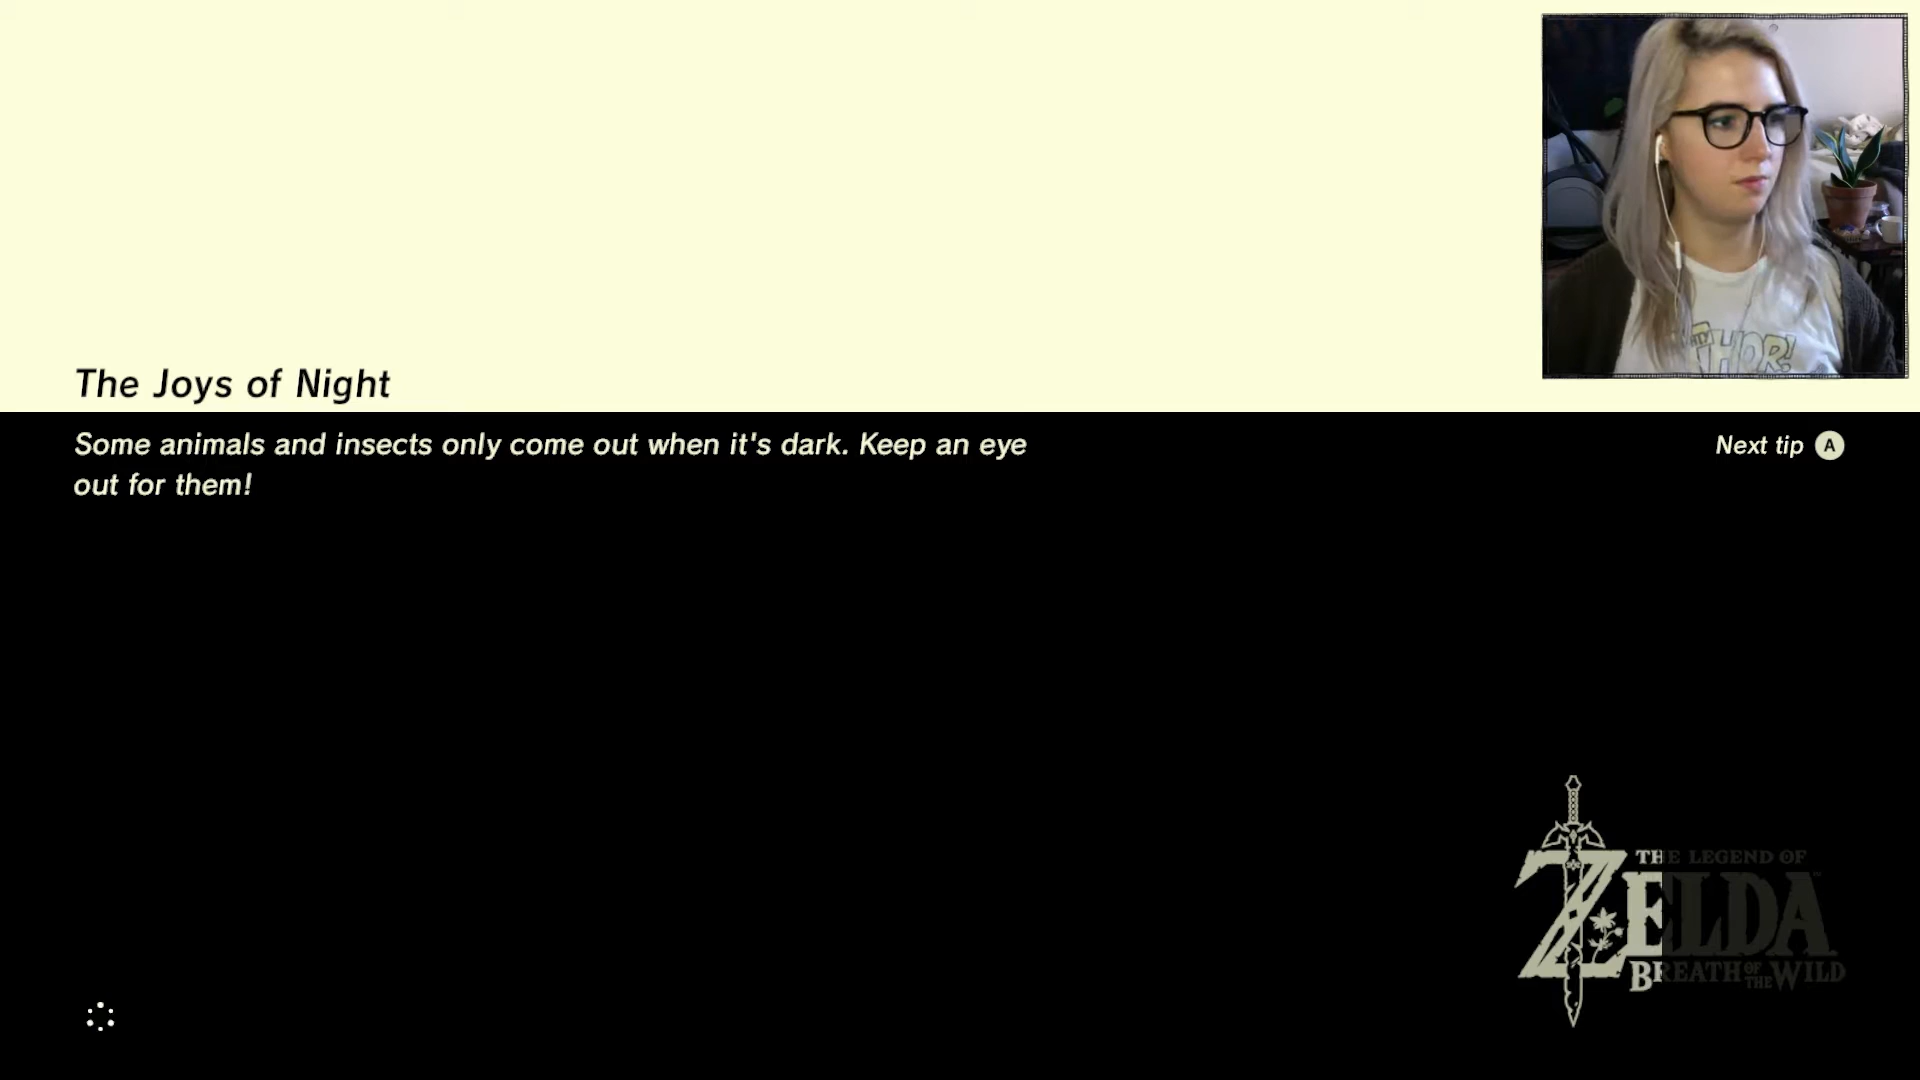 The Joys of Night
Some animals and insects only come out when it's dark. Keep an eye
out for them!
Next tip A
THOR!
THE LEGEND OF
ZELDA
BREATH OF THE WILD